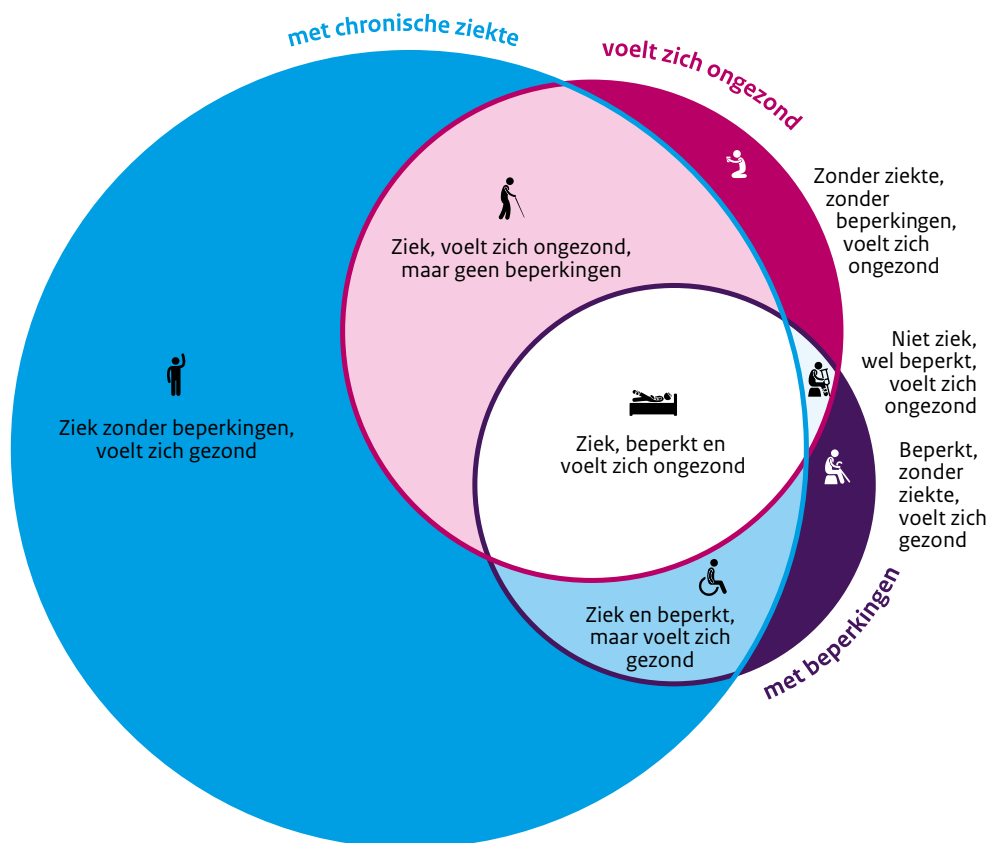 met chronische ziekte
voelt zich ongezond
Zonder ziekte,
zonder
beperkingen,
voelt zich
ongezond
Ziek, voelt zich ongezond,
maar geen beperkingen
Niet ziek,
wel beperkt,
voelt zich
ongezond
Ziek zonder beperkingen,
voelt zich gezond
Ziek, beperkt en
voelt zich ongezond
Beperkt,
zonder
ziekte,
voelt zich
gezond
Ziek en beperkt,
maar voelt zich
gezond
met beperkingen